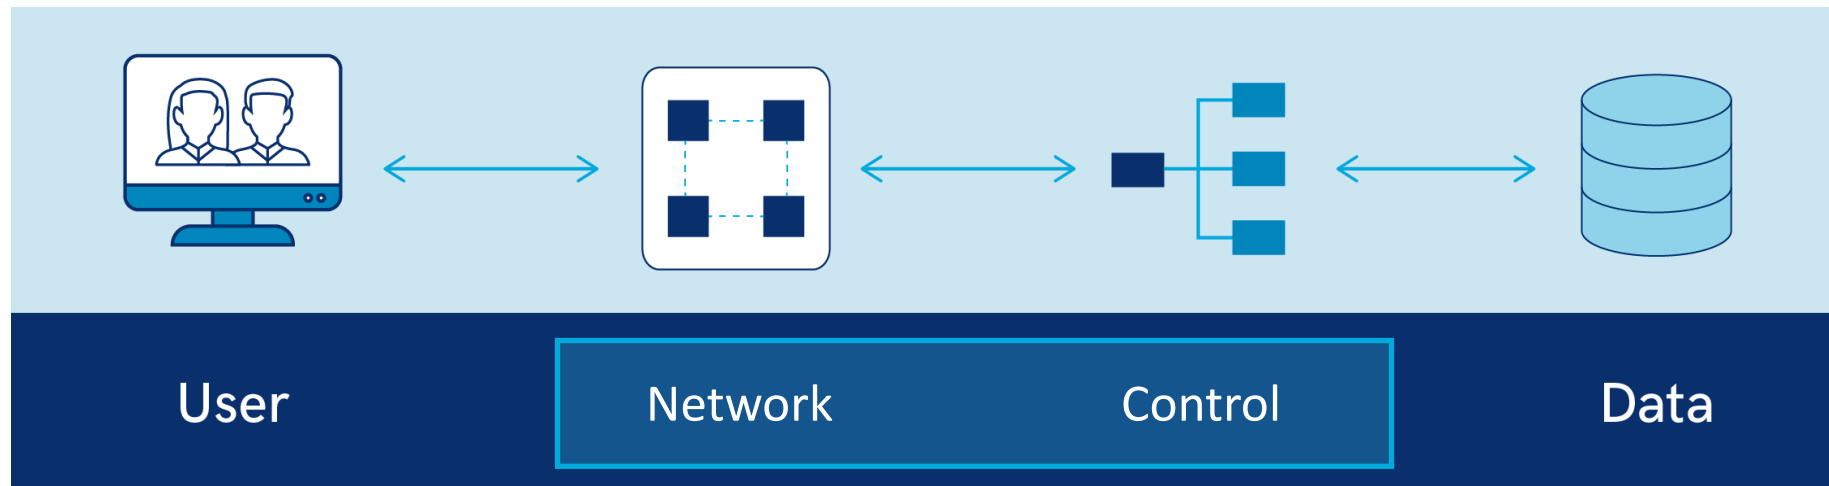 User
Network
Control
Data